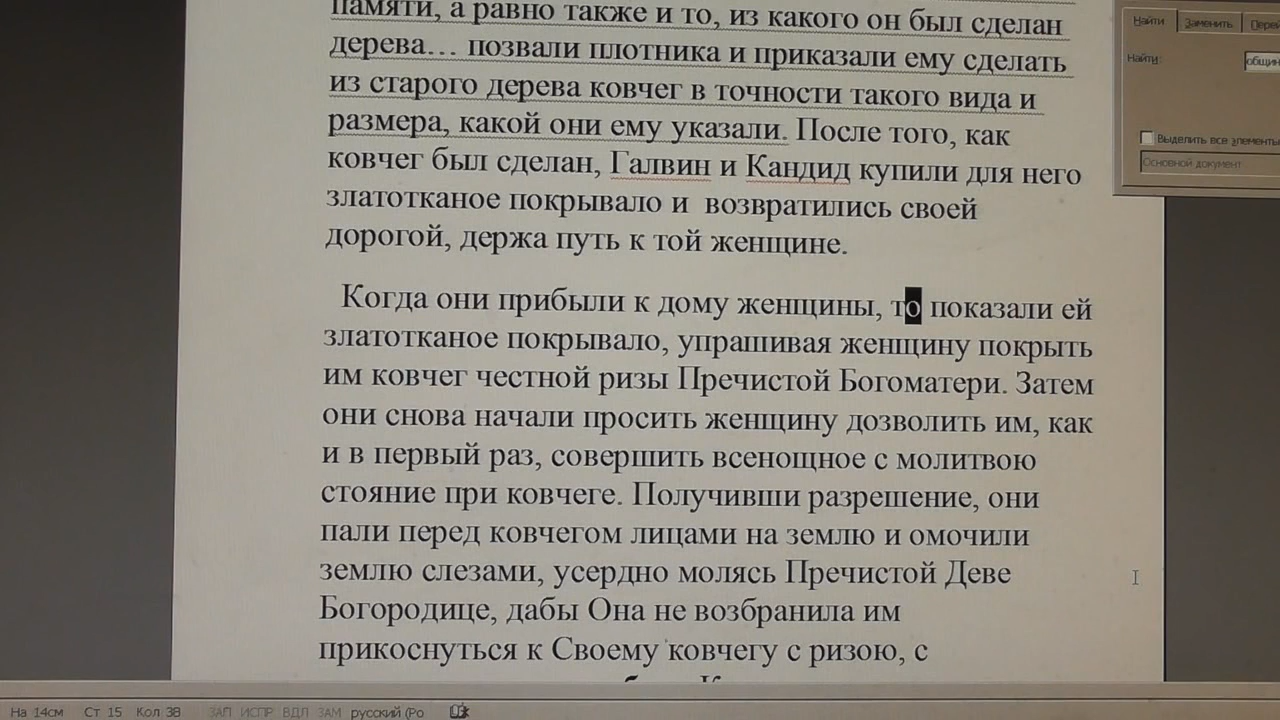 памяти, а равно также и то, из какого он был сделан
дерева… позвали плотника и приказали ему сделать
из старого дерева ковчег в точности такого вида и
размера, какой они ему указали. После того, как
ковчег был сделан, Галвин и Кандид купили для него
златотканое покрывало и  возвратились своей
дорогой, держа путь к той женщине.
Когда они прибыли к дому женщины, то показали ей
златотканое покрывало, упрашивая женщину покрыть
им ковчег честной ризы Пречистой Богоматери. Затем
они снова начали просить женщину дозволить им, как
и в первый раз, совершить всенощное с молитвою
стояние при ковчеге. Получивши разрешение, они
пали перед ковчегом лицами на землю и омочили
землю слезами, усердно молясь Пречистой Деве
Богородице, дабы Она не возбранила им
прикоснуться к Своему ковчегу с ризою, с
Найти Заменить Перей
Найти: общин
Выделить все элементы
Основной документ
На 14см Ст 15 Кол 38 ЗАП ИСПР ВДЛ ЗАМ русский (Ро